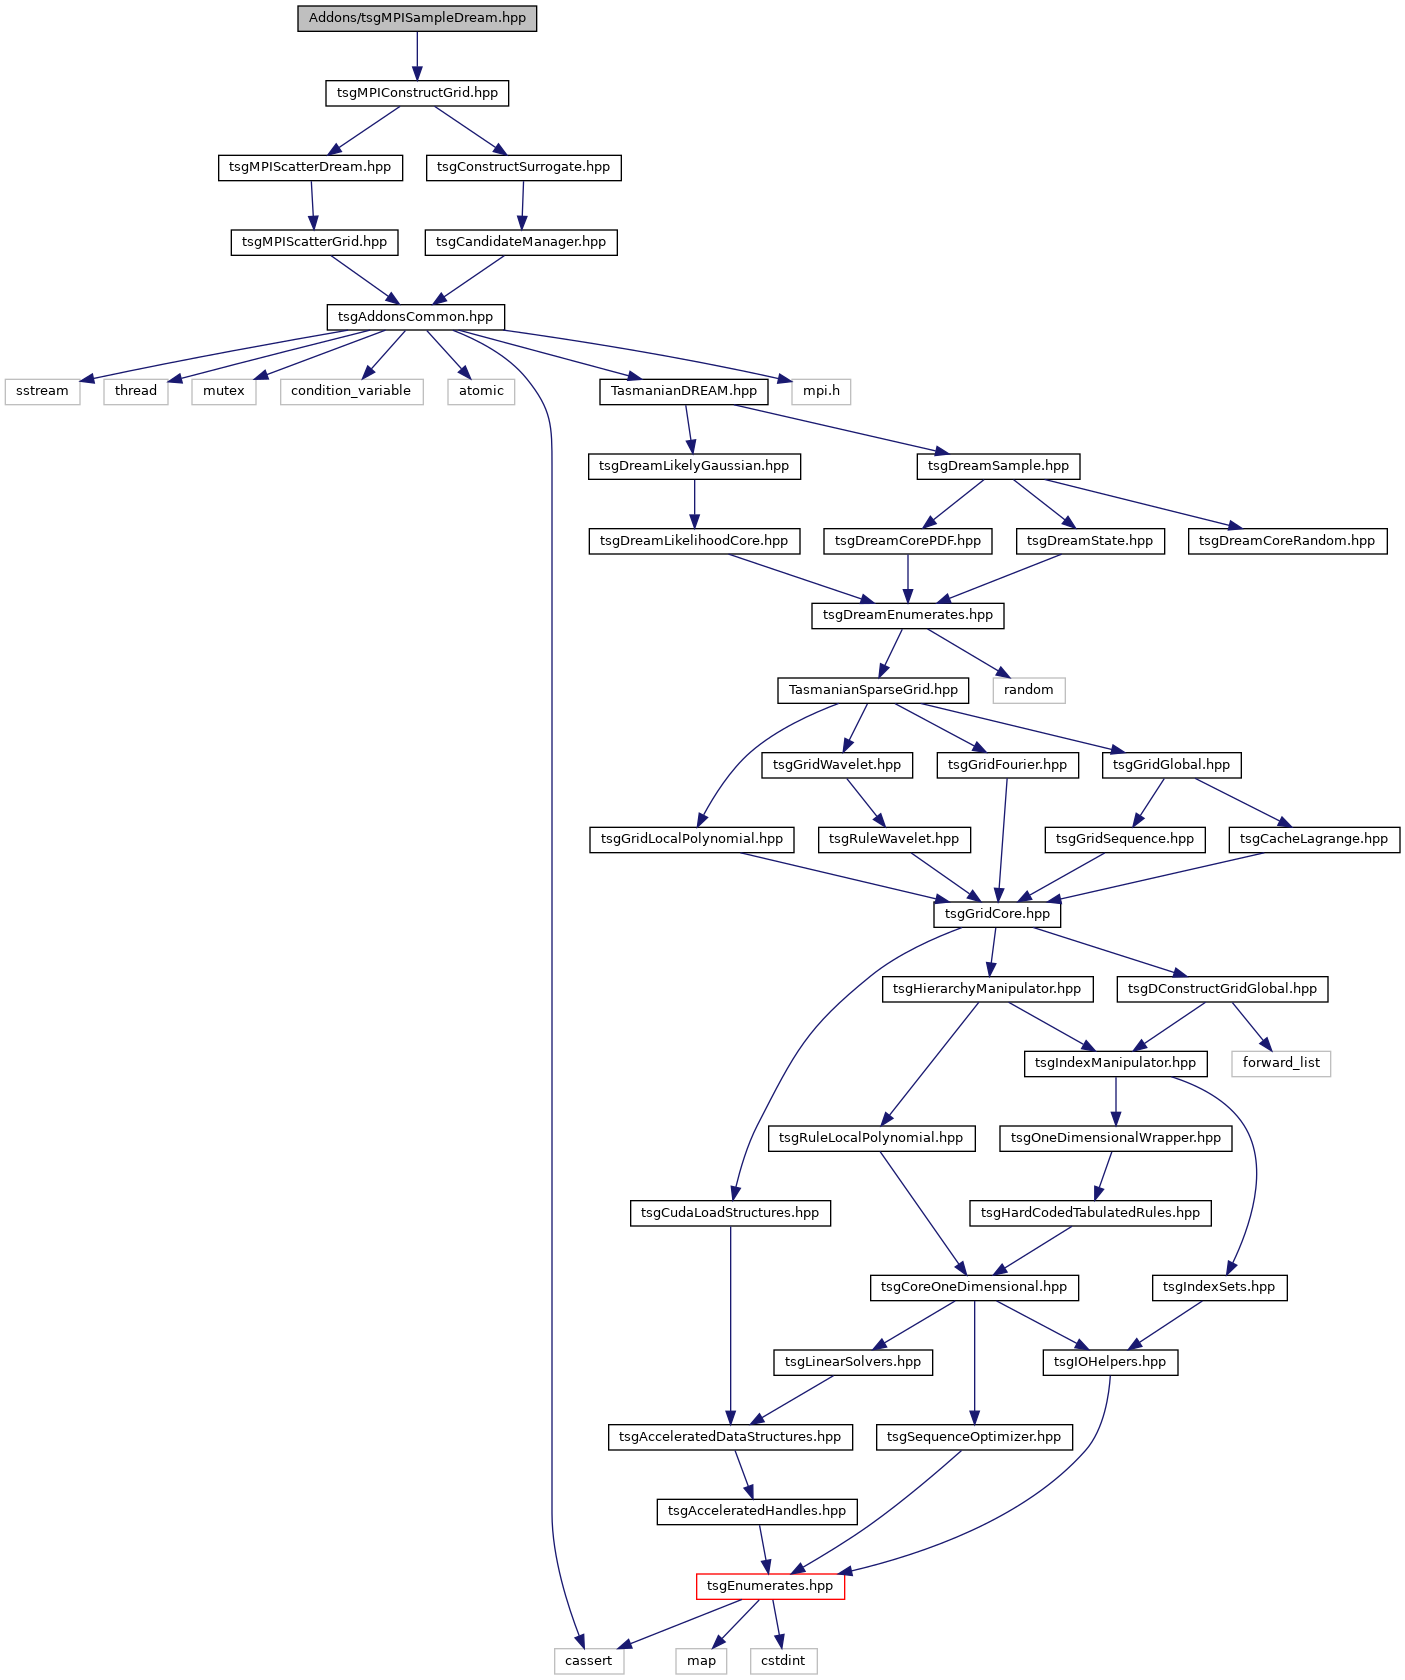 Addons/tsgMPISampleDream.hpp
tsgMPIConstructGrid.hpp
tsgMPIScatterDream.hpp
tsgConstructSurrogate.hpp
tsgMPIScatterGrid.hpp
tsgCandidateManager.hpp
tsgAddonsCommon.hpp
sstream
thread
mutex
condition_variable
atomic
TasmanianDREAM.hpp
mpi.h
tsgDreamLikelyGaussian.hpp
tsgDreamSample.hpp
tsgDreamLikelihoodCore.hpp
tsgDreamCorePDF.hpp
tsgDreamState.hpp
tsgDreamCoreRandom.hpp
tsgDreamEnumerates.hpp
TasmanianSparseGrid.hpp
random
tsgGridWavelet.hpp
tsgGridFourier.hpp
tsgGridGlobal.hpp
tsgGridLocalPolynomial.hpp
tsgRuleWavelet.hpp
tsgGridSequence.hpp
tsgCacheLagrange.hpp
tsgGridCore.hpp
tsgHierarchyManipulator.hpp
tsgDConstructGridGlobal.hpp
tsgIndexManipulator.hpp
forward_list
tsgRuleLocalPolynomial.hpp
tsgOneDimensionalWrapper.hpp
tsgCudaLoadStructures.hpp
tsgHardCodedTabulatedRules.hpp
tsgCoreOneDimensional.hpp
tsgIndexSets.hpp
tsgLinearSolvers.hpp
tsgIOHelpers.hpp
tsgAcceleratedDataStructures.hpp
tsgSequenceOptimizer.hpp
tsgAcceleratedHandles.hpp
tsgEnumerates.hpp
cassert
map
cstdint